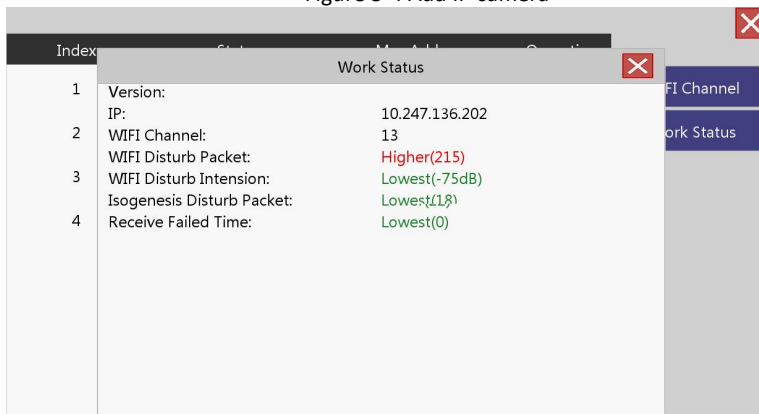 Index
Work Status
1
Version:
FI Channel
IP: 10.247.136.202
2 WIFI Channel: 13
ork Status
WIFI Disturb Packet: Higher(215)
3 WIFI Disturb Intension: Lowest(-75dB)
Isogenesis Disturb Packet: Lowest(18)
4 Receive Failed Time: Lowest(0)